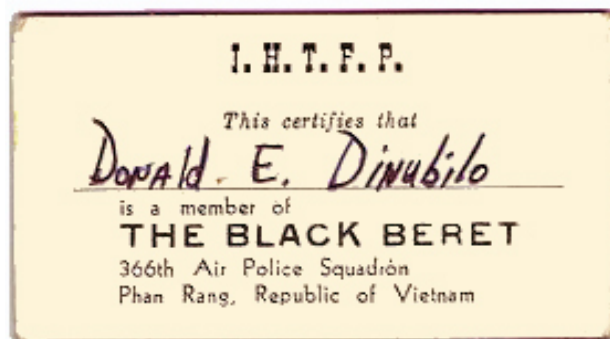 I. H. T. F. P.
This certifies that
Donald E. Dinubilo
is a member of
THE BLACK BERET
366th Air Police Squadron
Phan Rang, Republic of Vietnam